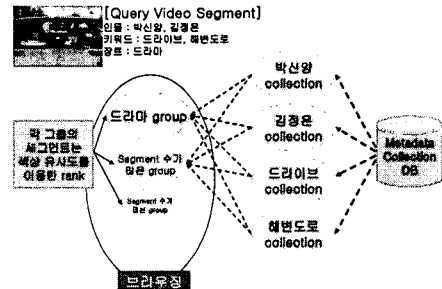 [Query Video Segment]
인물 : 박신양, 김정은
키워드 : 드라이브, 해변도로
장르 : 드라마
각 그룹의
세그먼트는
색상 유사도를
이용한 rank
드라마 group
Segment 수가
많은 group
Segment 수가
많은 group
브라우징
박신양
collection
김정은
collection
드라이브
collection
해변도로
collection
Metadata
Collection
DB